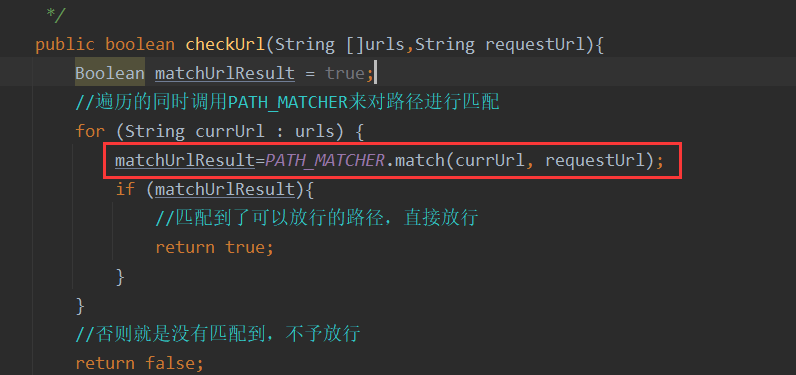 */
public boolean checkUrl(String []urls,String requestUrl){
Boolean matchUrlResult = true;
//遍历的同时调用PATH_MATCHER来对路径进行匹配
for (String currUrl : urls) {
matchUrlResult=PATH_MATCHER.match(currUrl, requestUrl);
if (matchUrlResult){
//匹配到了可以放行的路径，直接放行
return true;
}
}
//否则就是没有匹配到，不予放行
return false;